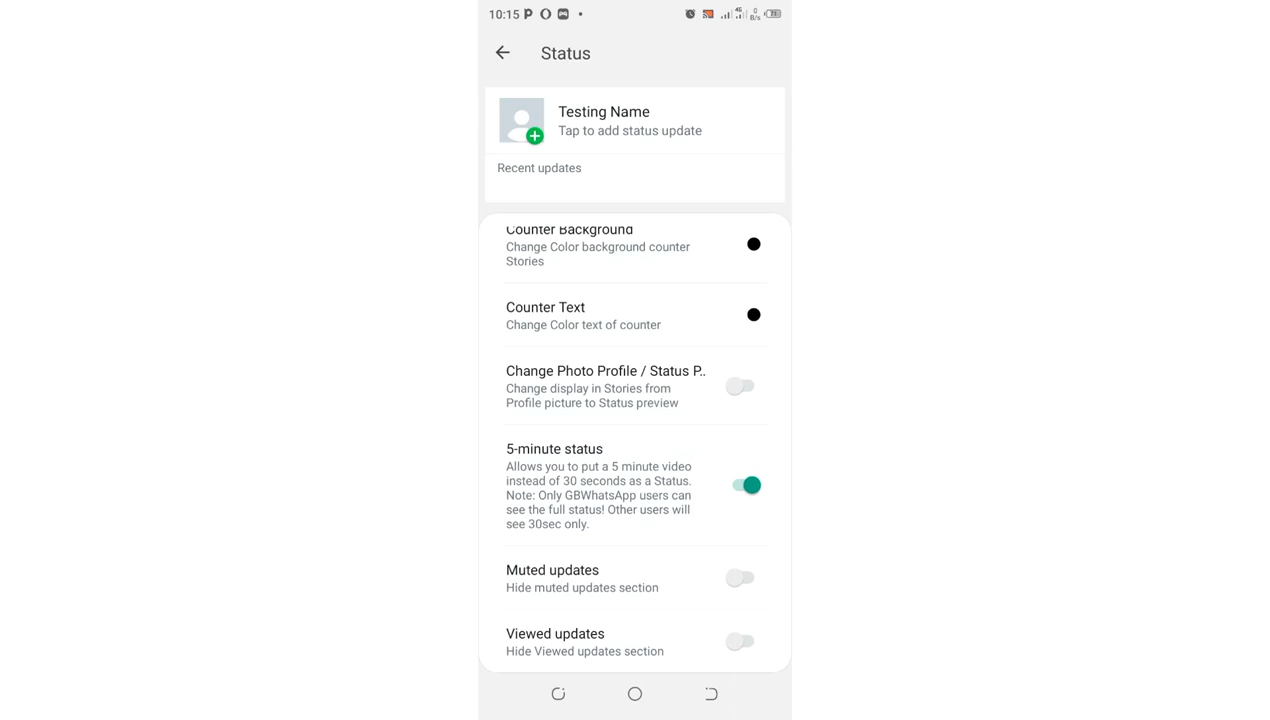 10:15
4G
0
B/s
73
Status
Testing Name
Tap to add status update
Recent updates
Counter Background
Change Color background counter
Stories
Counter Text
Change Color text of counter
Change Photo Profile / Status P..
Change display in Stories from
Profile picture to Status preview
5-minute status
Allows you to put a 5 minute video
instead of 30 seconds as a Status.
Note: Only GBWhatsApp users can
see the full status! Other users will
see 30sec only.
Muted updates
Hide muted updates section
Viewed updates
Hide Viewed updates section